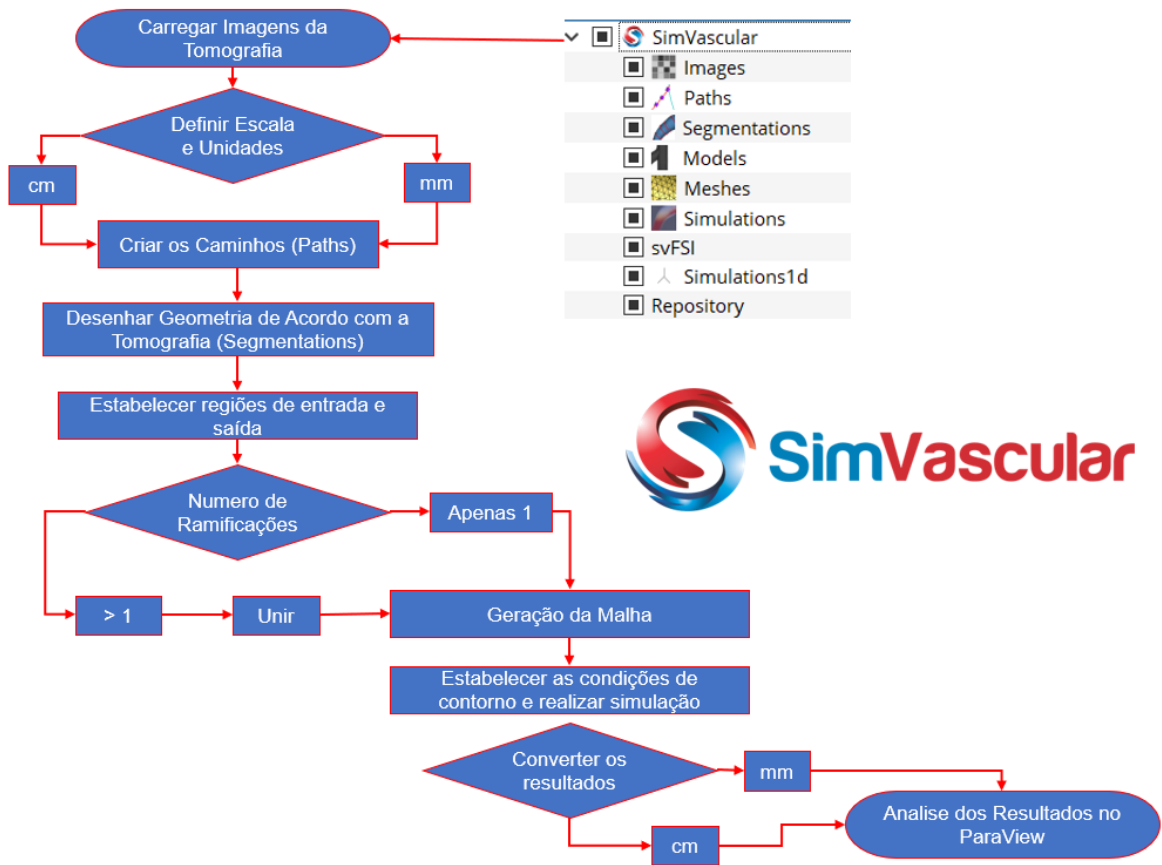 Carregar Imagens da
Tomografia
Definir Escala
e Unidades
cm
mm
Criar os Caminhos (Paths)
Desenhar Geometria de Acordo com a
Tomografia (Segmentations)
Estabelecer regiões de entrada e
saída
Numero de
Ramificações
Apenas 1
> 1
Unir
Geração da Malha
Estabelecer as condições de
contorno e realizar simulação
Converter os
resultados
mm
cm
Analise dos Resultados no
ParaView
SimVascular
Images
Paths
Segmentations
Models
Meshes
Simulations
svFSI
Simulations1d
Repository
SimVascular